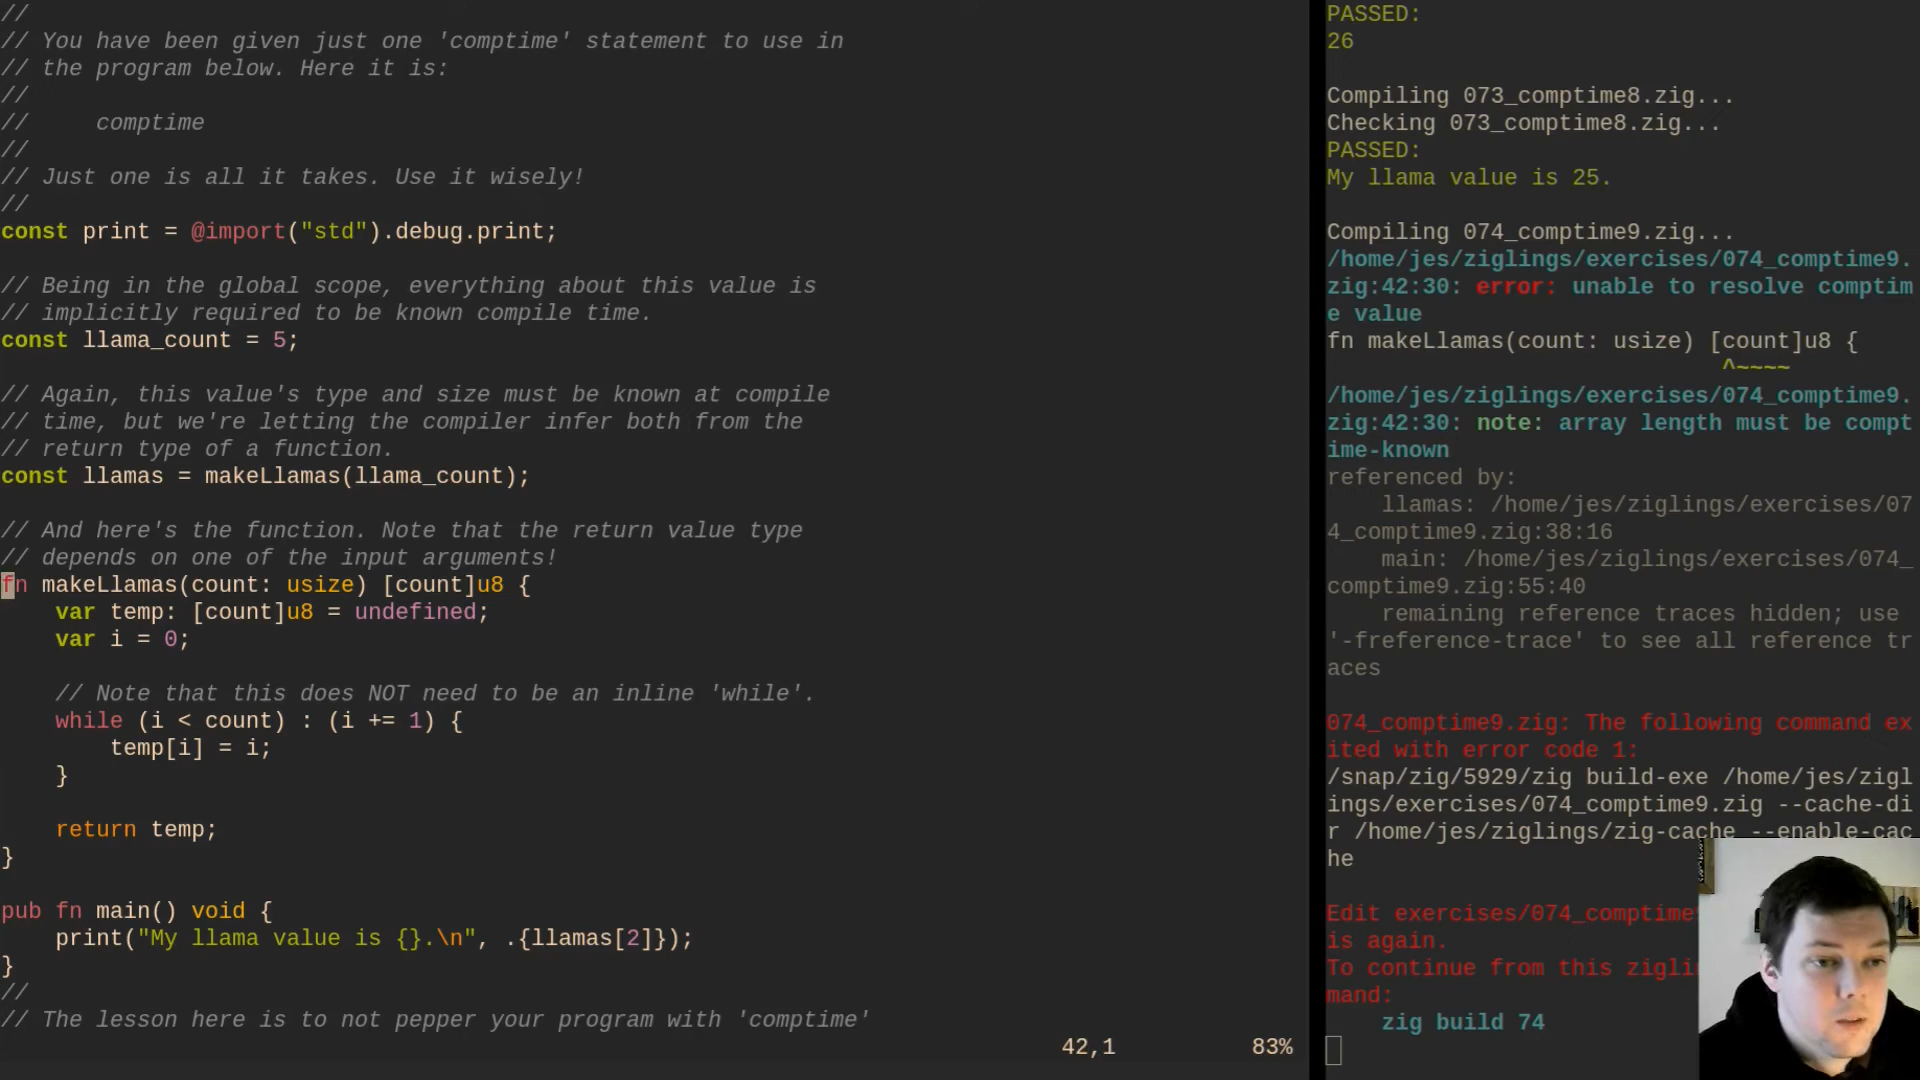 //
// You have been given just one 'comptime' statement to use in
// the program below. Here it is:
//
//     comptime
//
// Just one is all it takes. Use it wisely!
//
const print = @import("std").debug.print;

// Being in the global scope, everything about this value is
// implicitly required to be known compile time.
const llama_count = 5;

// Again, this value's type and size must be known at compile
// time, but we're letting the compiler infer both from the
// return type of a function.
const llamas = makeLlamas(llama_count);

// And here's the function. Note that the return value type
// depends on one of the input arguments!
fn makeLlamas(count: usize) [count]u8 {
    var temp: [count]u8 = undefined;
    var i = 0;

    // Note that this does NOT need to be an inline 'while'.
    while (i < count) : (i += 1) {
        temp[i] = i;
    }

    return temp;
}

pub fn main() void {
    print("My llama value is {}.\n", .{llamas[2]});
}
//
// The lesson here is to not pepper your program with 'comptime'
42,1 83%
PASSED:
26

Compiling 073_comptime8.zig...
Checking 073_comptime8.zig...
PASSED:
My llama value is 25.

Compiling 074_comptime9.zig...
/home/jes/ziglings/exercises/074_comptime9.
zig:42:30: error: unable to resolve comptim
e value
fn makeLlamas(count: usize) [count]u8 {
                             ^~~~~
/home/jes/ziglings/exercises/074_comptime9.
zig:42:30: note: array length must be compt
ime-known
referenced by:
    llamas: /home/jes/ziglings/exercises/07
4_comptime9.zig:38:16
    main: /home/jes/ziglings/exercises/074_
comptime9.zig:55:40
    remaining reference traces hidden; use
'-freference-trace' to see all reference tr
aces

074_comptime9.zig: The following command ex
ited with error code 1:
/snap/zig/5929/zig build-exe /home/jes/zigl
ings/exercises/074_comptime9.zig --cache-di
r /home/jes/ziglings/zig-cache --enable-cac
he

Edit exercises/074_comptime
is again.
To continue from this zigli
mand:
    zig build 74